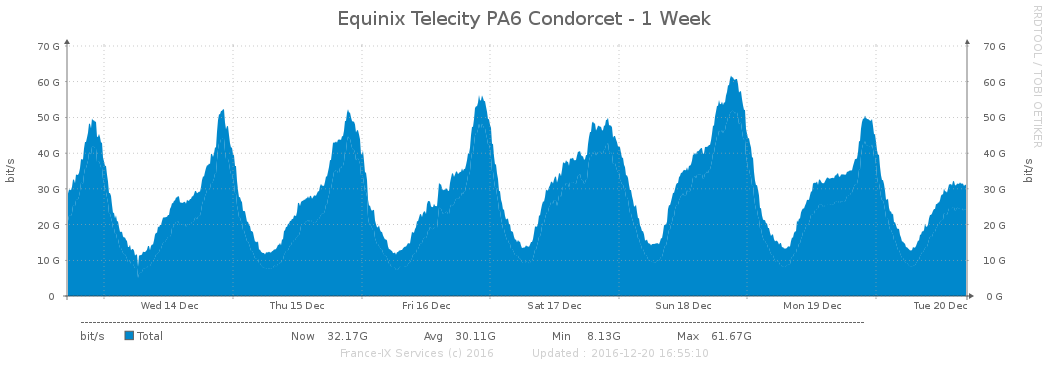 Equinix Telecity PA6 Condorcet - 1 Week
RRDTOOL / TOBI OETIKER
70 G 70 G
60 G 60 G
50 G 50 G
40 G 40 G
30 G 30 G
20 G 20 G
10 G 10 G
0 0 G
bit/s bit/s
Wed 14 Dec Thu 15 Dec Fri 16 Dec Sat 17 Dec Sun 18 Dec Mon 19 Dec Tue 20 Dec
bit/s Total Now 32.17G Avg 30.11G Min 8.13G Max 61.67G
France-IX Services (c) 2016 Updated : 2016-12-20 16:55:10